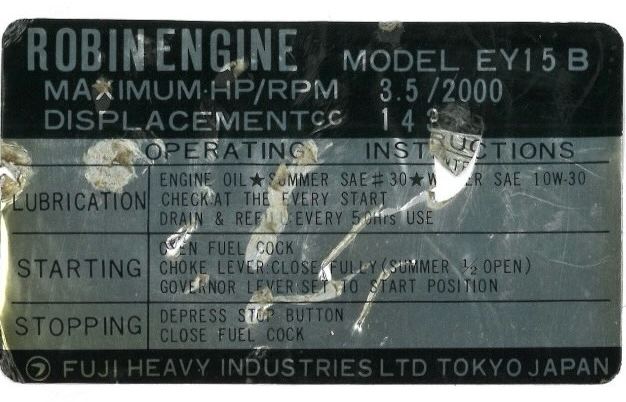 ROBIN ENGINE MODEL EY15B
MAXIMUM·HP/RPM 3.5/2000
DISPLACEMENT CC 143
OPERATING INSTRUCTIONS
LUBRICATION
ENGINE OIL★SUMMER SAE#30★WINTER SAE 10W-30
CHECK AT THE EVERY START
DRAIN & REFILL:EVERY 50Hrs USE
STARTING
OPEN FUEL COCK
CHOKE LEVER:CLOSE FULLY(SUMMER ½ OPEN)
GOVERNOR LEVER:SET TO START POSITION
STOPPING
DEPRESS STOP BUTTON
CLOSE FUEL COCK
FUJI HEAVY INDUSTRIES LTD TOKYO JAPAN